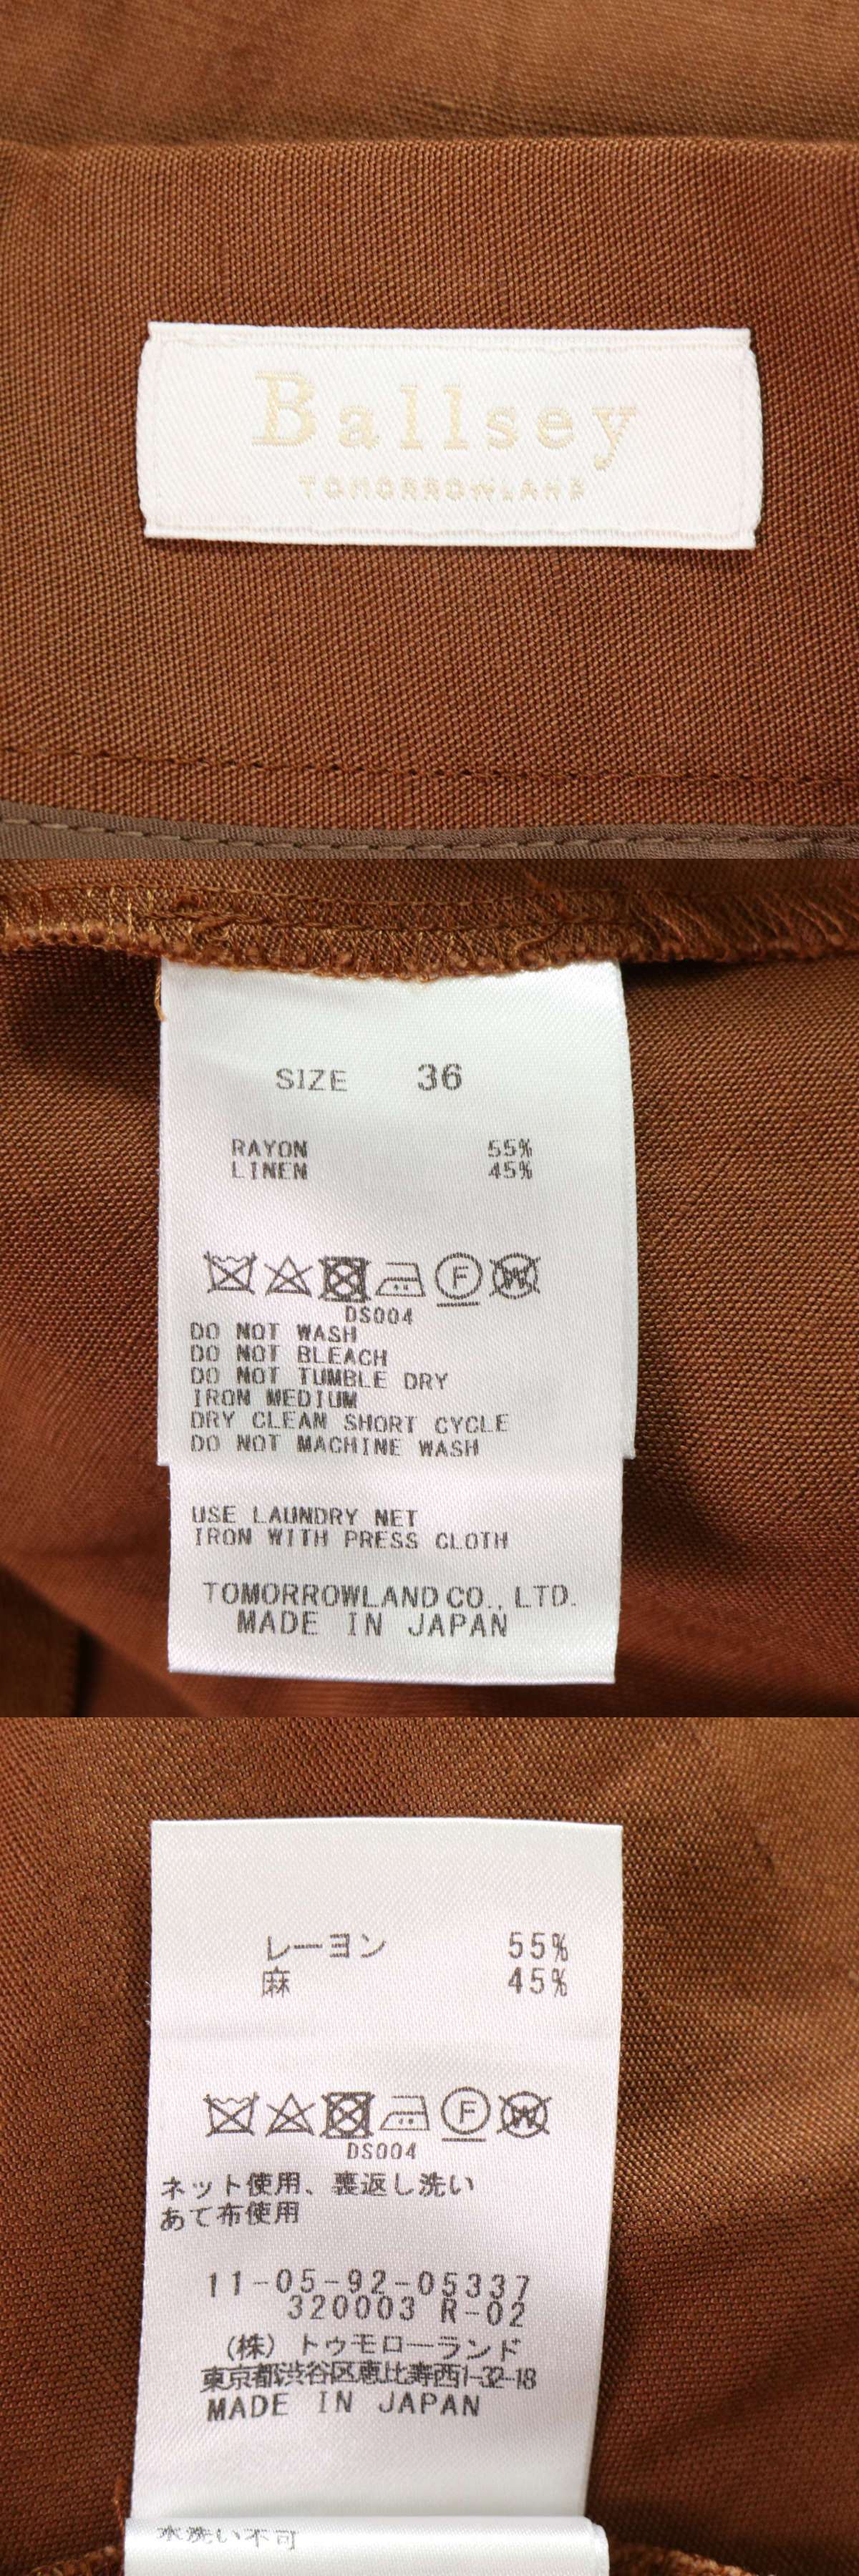 Ballsey
TOMORROWLAND
SIZE 36
RAYON 55%
LINEN 45%
F W
DS004
DO NOT WASH
DO NOT BLEACH
DO NOT TUMBLE DRY
IRON MEDIUM
DRY CLEAN SHORT CYCLE
DO NOT MACHINE WASH
USE LAUNDRY NET
IRON WITH PRESS CLOTH
TOMORROWLAND CO., LTD.
MADE IN JAPAN
レーヨン 55%
麻 45%
F W
DS004
ネット使用、裏返し洗い
あて布使用
11-05-92-05337
320003 R-02
(株) トゥモローランド
東京都渋谷区恵比寿西1-32-18
MADE IN JAPAN
水洗い不可